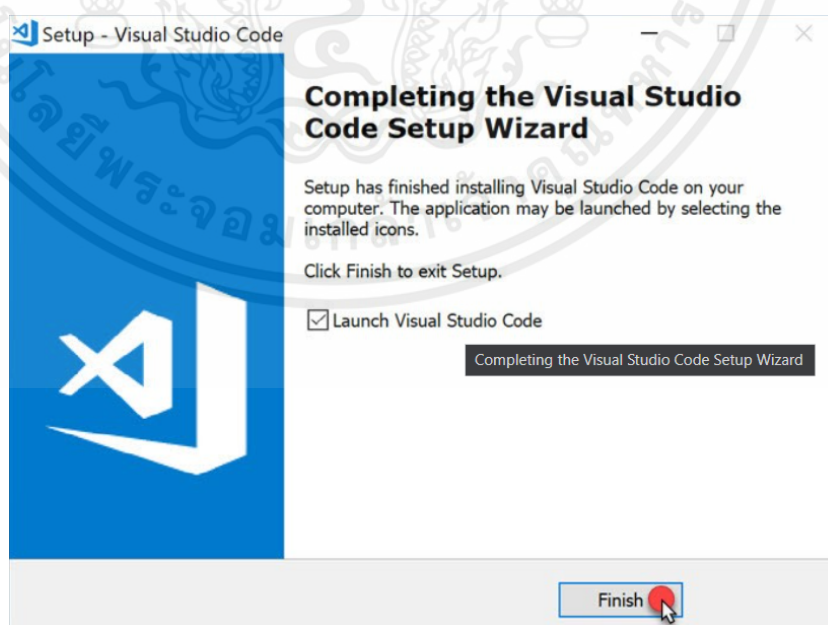 Setup - Visual Studio Code
Completing the Visual Studio
Code Setup Wizard
Setup has finished installing Visual Studio Code on your
computer. The application may be launched by selecting the
installed icons.
Click Finish to exit Setup.
Launch Visual Studio Code
Completing the Visual Studio Code Setup Wizard
Finish